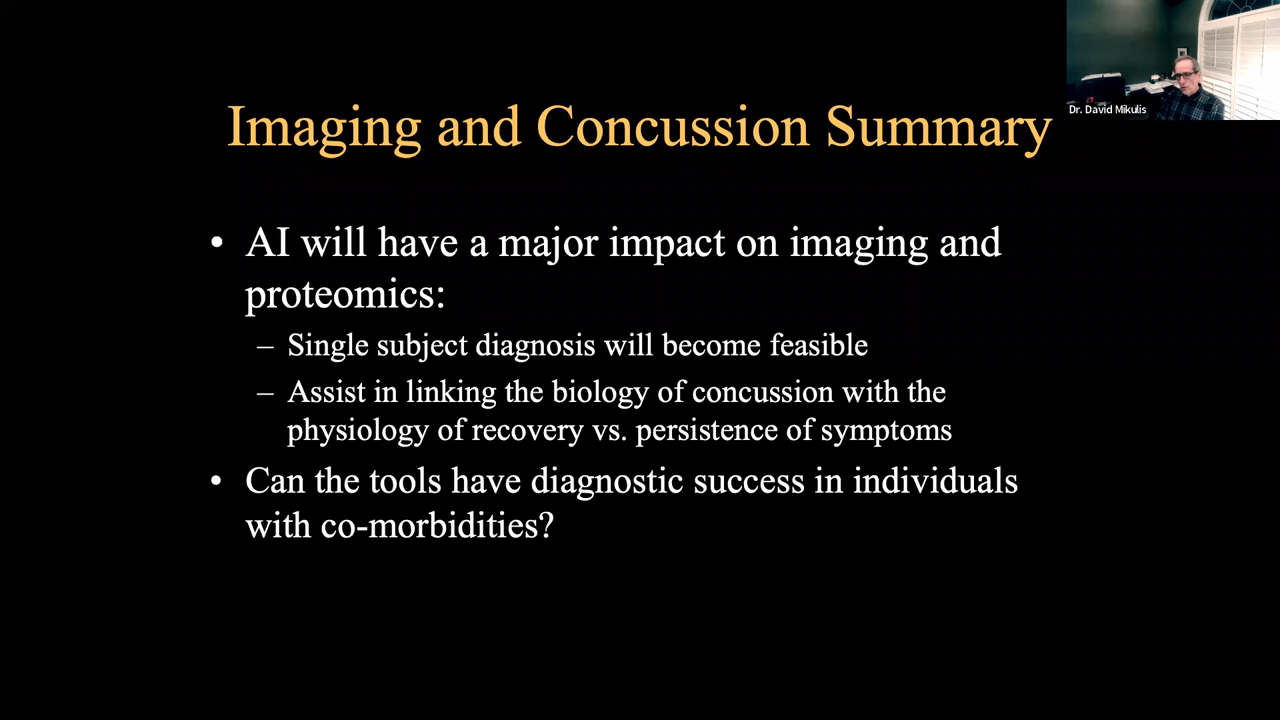 Dr. David Mikulis
Imaging and Concussion Summary
• AI will have a major impact on imaging and
proteomics:
– Single subject diagnosis will become feasible
– Assist in linking the biology of concussion with the
physiology of recovery vs. persistence of symptoms
• Can the tools have diagnostic success in individuals
with co-morbidities?